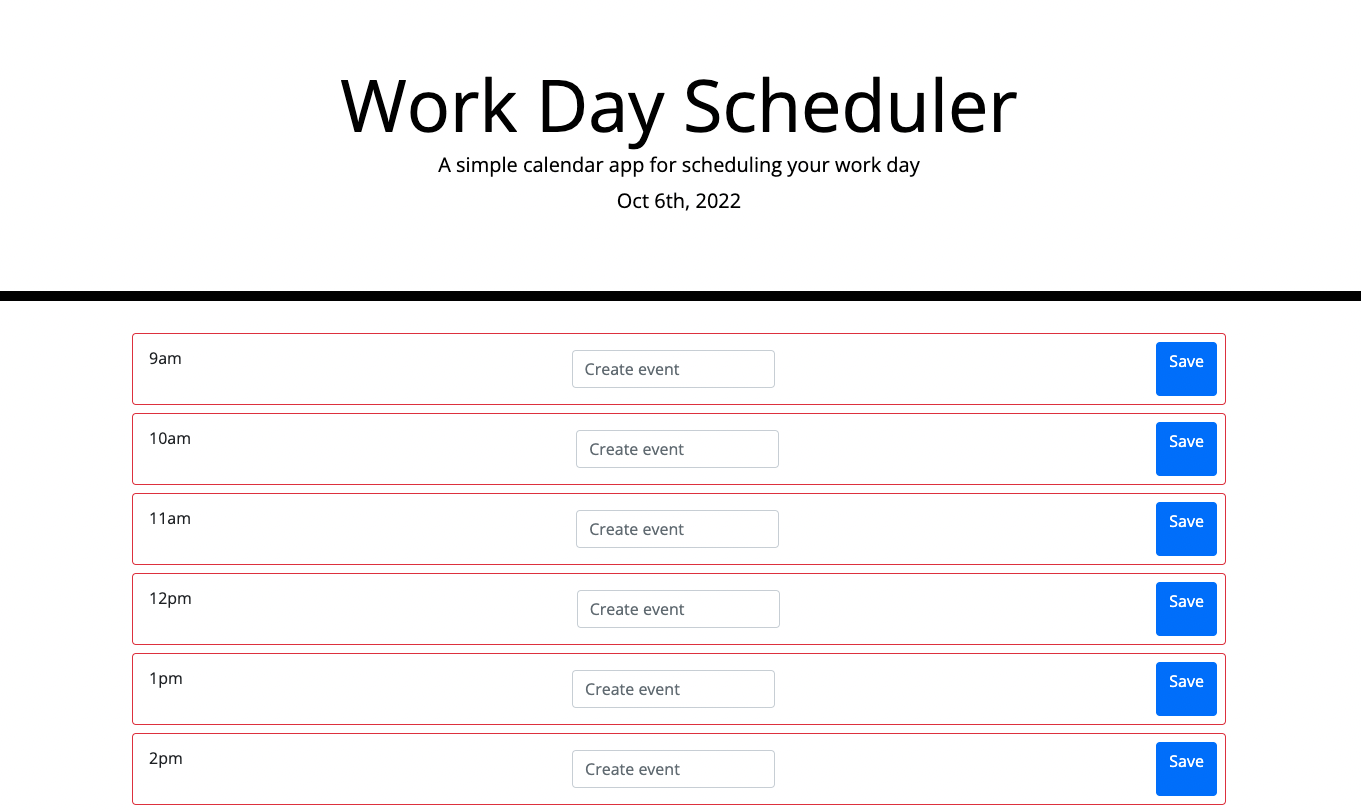 Work Day Scheduler
A simple calendar app for scheduling your work day
Oct 6th, 2022
9am Create event Save
10am Create event Save
11am Create event Save
12pm Create event Save
1pm Create event Save
2pm Create event Save